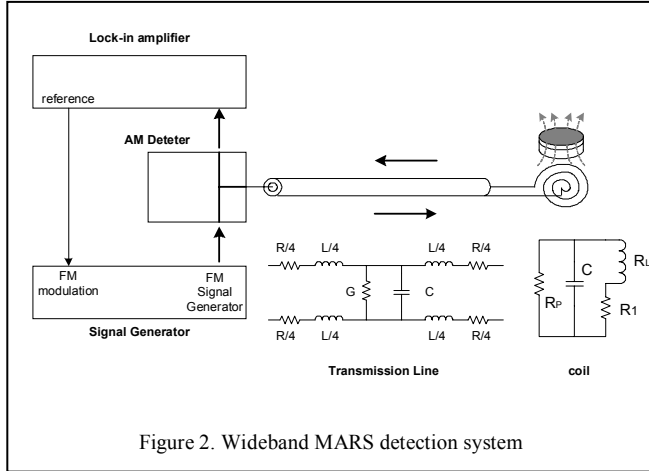 Lock-in amplifier
reference
AM Deteter
FM
modulation
FM
Signal
Generator
Signal Generator
R/4 L/4 L/4 R/4
G C
R/4 L/4 L/4 R/4
Transmission Line
RP C RL
R1
coil
Figure 2. Wideband MARS detection system